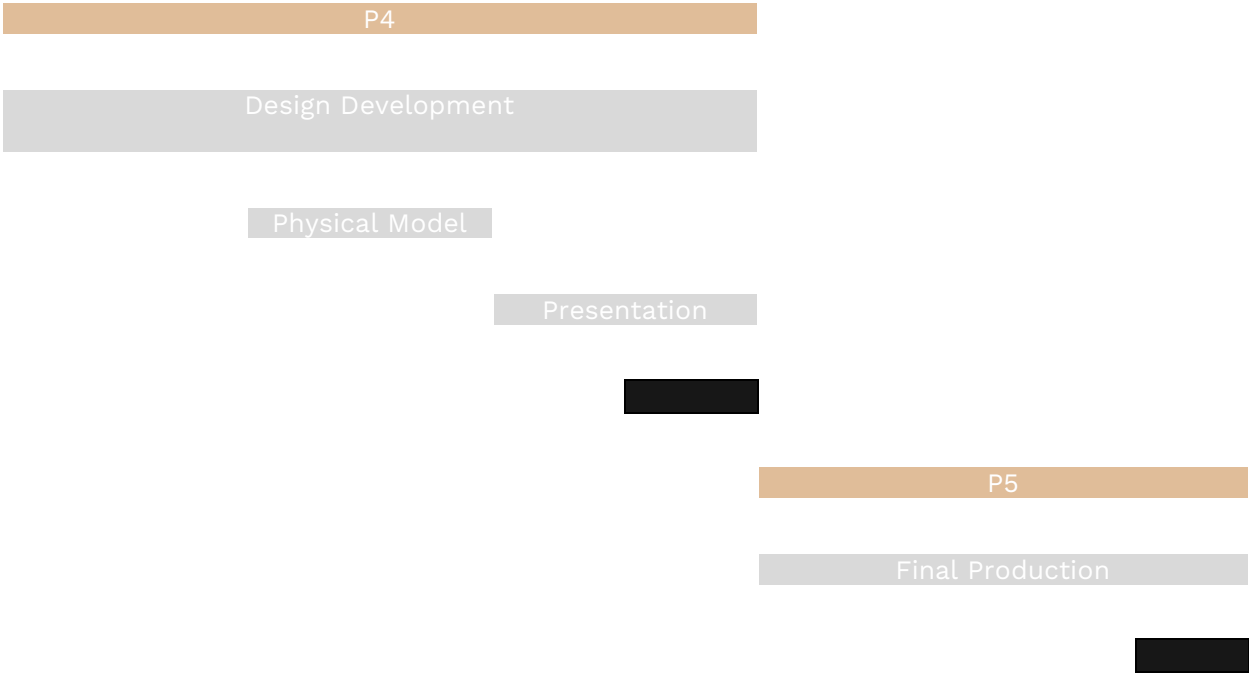 P4
Design Development
Physical Model
Presentation
P5
Final Production